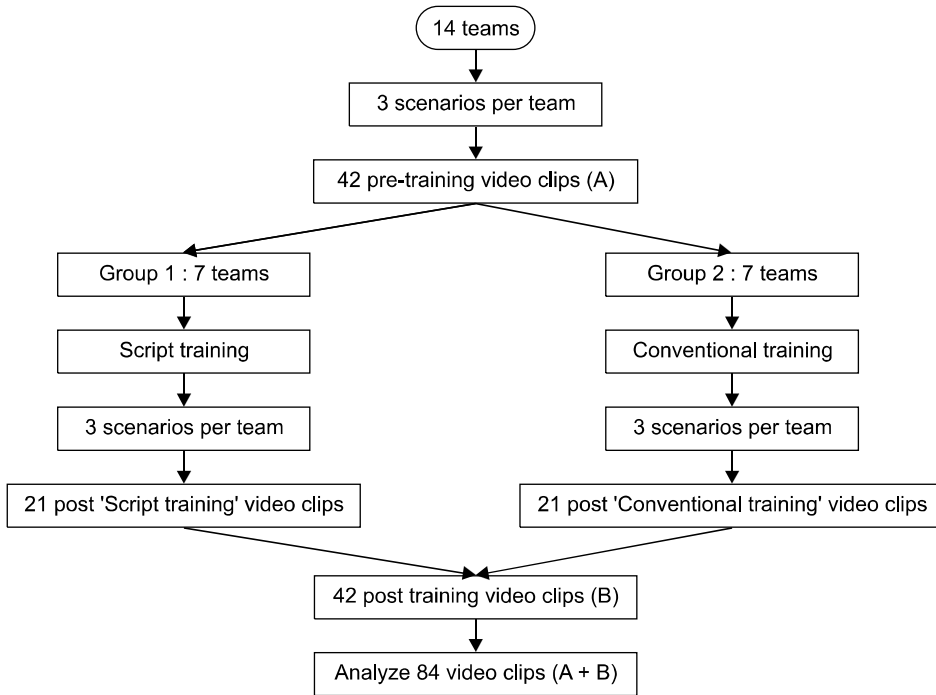 14 teams
3 scenarios per team
42 pre-training video clips (A)
Group 1 : 7 teams
Group 2 : 7 teams
Script training
Conventional training
3 scenarios per team
3 scenarios per team
21 post 'Script training' video clips
21 post 'Conventional training' video clips
42 post training video clips (B)
Analyze 84 video clips (A + B)